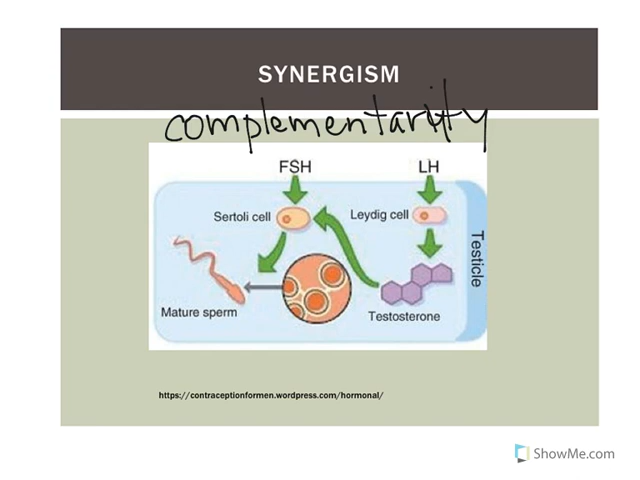 SYNERGISM
complementarity
FSH LH
Sertoli cell Leydig cell
Testicle
Mature sperm Testosterone
https://contraceptionformen.wordpress.com/hormonal/
ShowMe.com